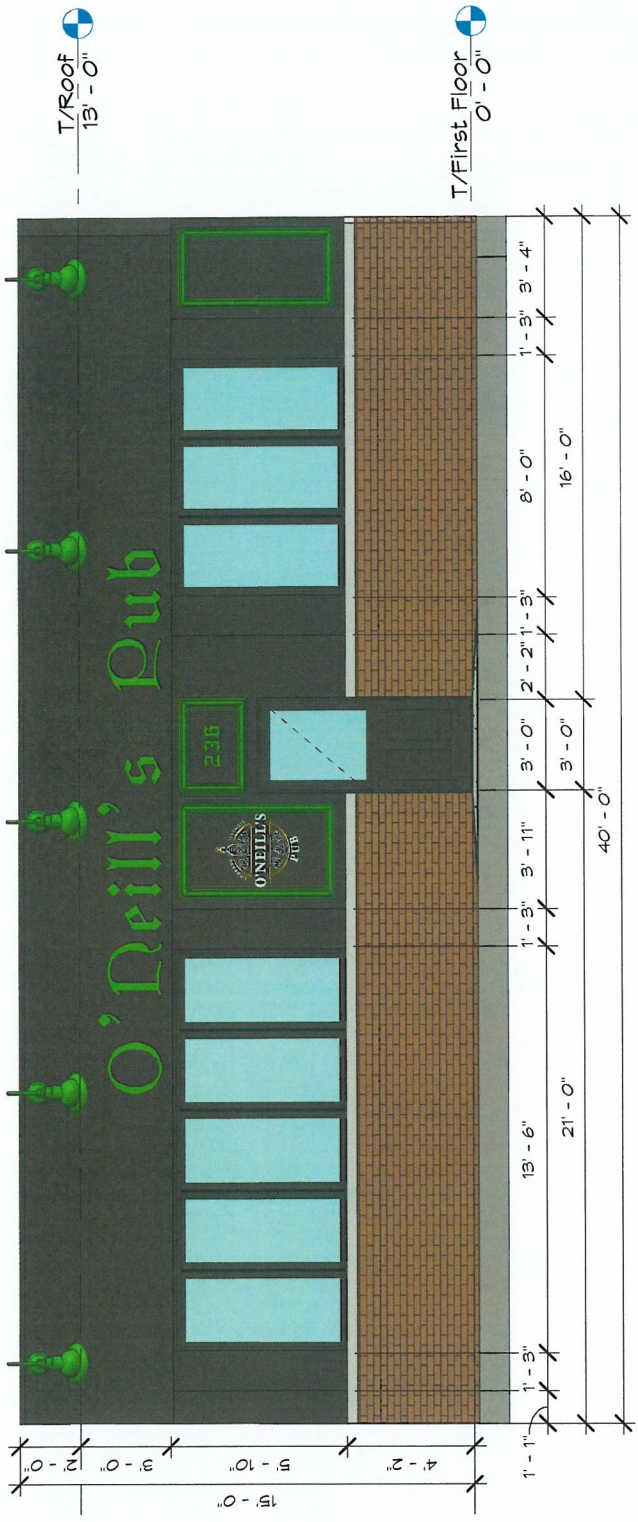 T/Roof
13' - 0"
O'Neill's Pub
236
O'NEILL'S
PUB
2' - 0"
3' - 0"
5' - 10"
4' - 2"
15' - 0"
T/First Floor
0' - 0"
1' - 1"
1' - 3"
13' - 6"
1' - 3"
3' - 11"
3' - 0"
2' - 2"
1' - 3"
8' - 0"
1' - 3"
3' - 4"
21' - 0"
3' - 0"
16' - 0"
40' - 0"